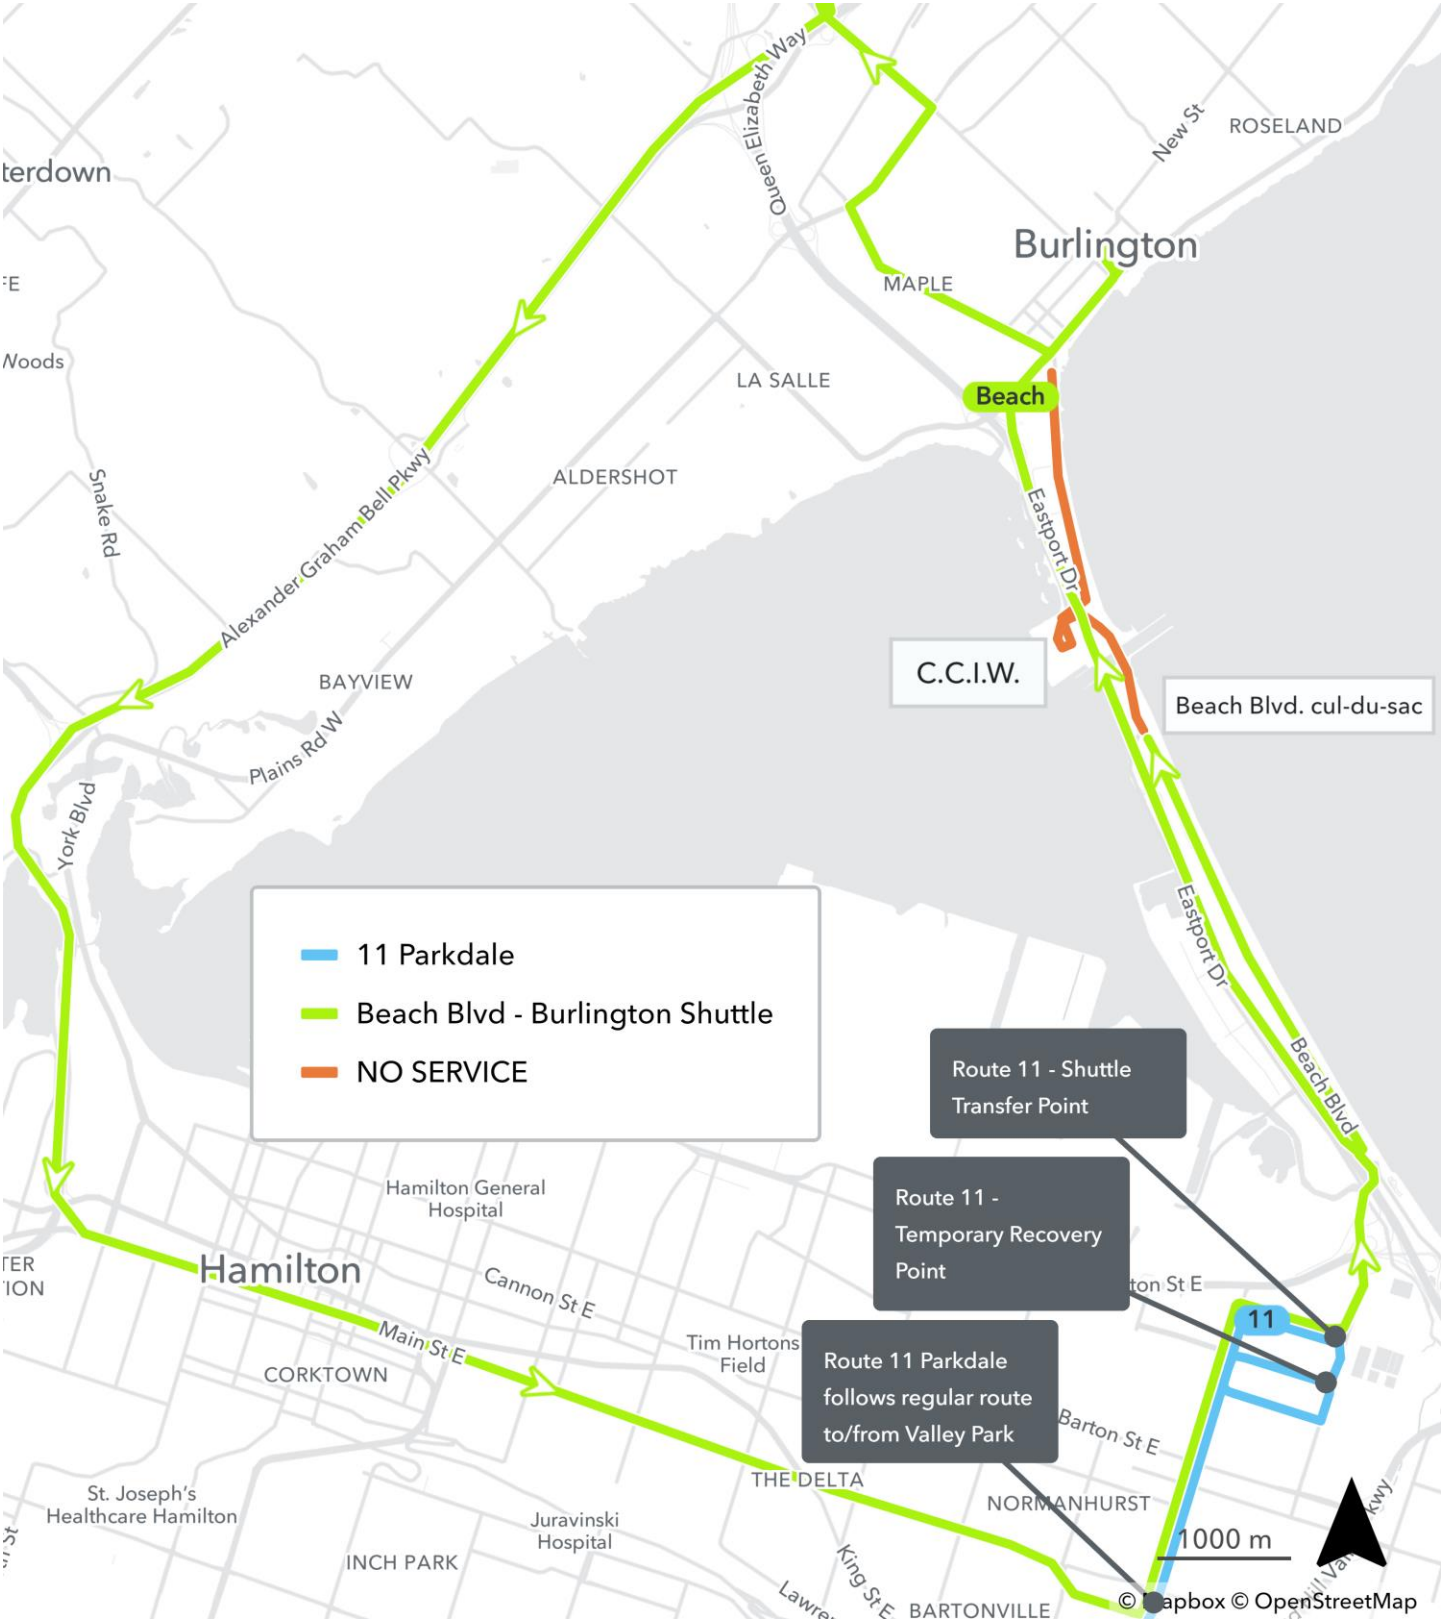 Queen Elizabeth Way
New St
ROSELAND
terdown
Burlington
MAPLE
Woods
LA SALLE
Beach
Alexander Graham Bell Pkwy
ALDERSHOT
Snake Rd
Eastport Dr
C.C.I.W.
BAYVIEW
Beach Blvd. cul-du-sac
Plains Rd W
York Blvd
Eastport Dr
11 Parkdale
Beach Blvd - Burlington Shuttle
NO SERVICE
Beach Blvd
Route 11 - Shuttle
Transfer Point
Hamilton General
Hospital
Route 11 -
Temporary Recovery
Point
TER
ION
Hamilton
Cannon St E
ton St E
11
Main St E
Tim Hortons
Field
CORKTOWN
Route 11 Parkdale
follows regular route
to/from Valley Park
Barton St E
THE DELTA
St. Joseph's
Healthcare Hamilton
Juravinski
Hospital
NORMANHURST
INCH PARK
King St E
1000 m
kwy
BARTONVILLE
© apbox © OpenStreetMap